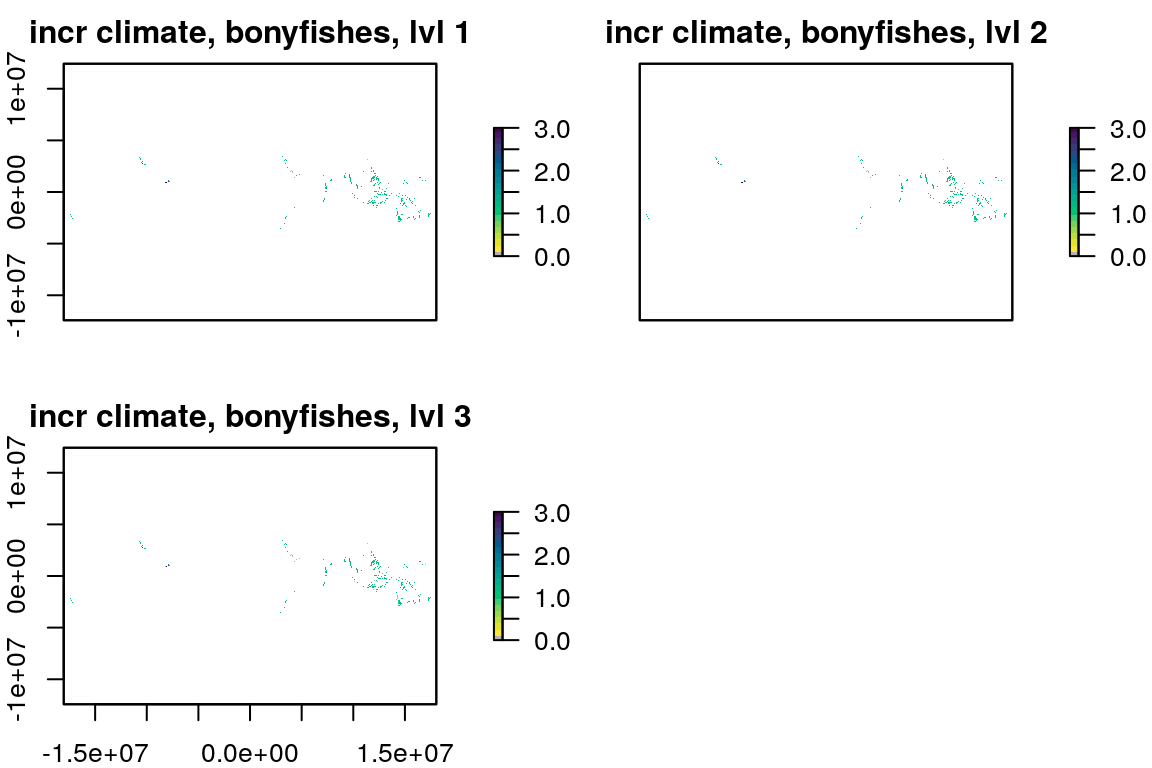 incr climate, bonyfishes, lvl 1
1e+07
0e+00
-1e+07
3.0
2.0
1.0
0.0
incr climate, bonyfishes, lvl 2
3.0
2.0
1.0
0.0
incr climate, bonyfishes, lvl 3
1e+07
0e+00
-1e+07
3.0
2.0
1.0
0.0
-1.5e+07 0.0e+00 1.5e+07